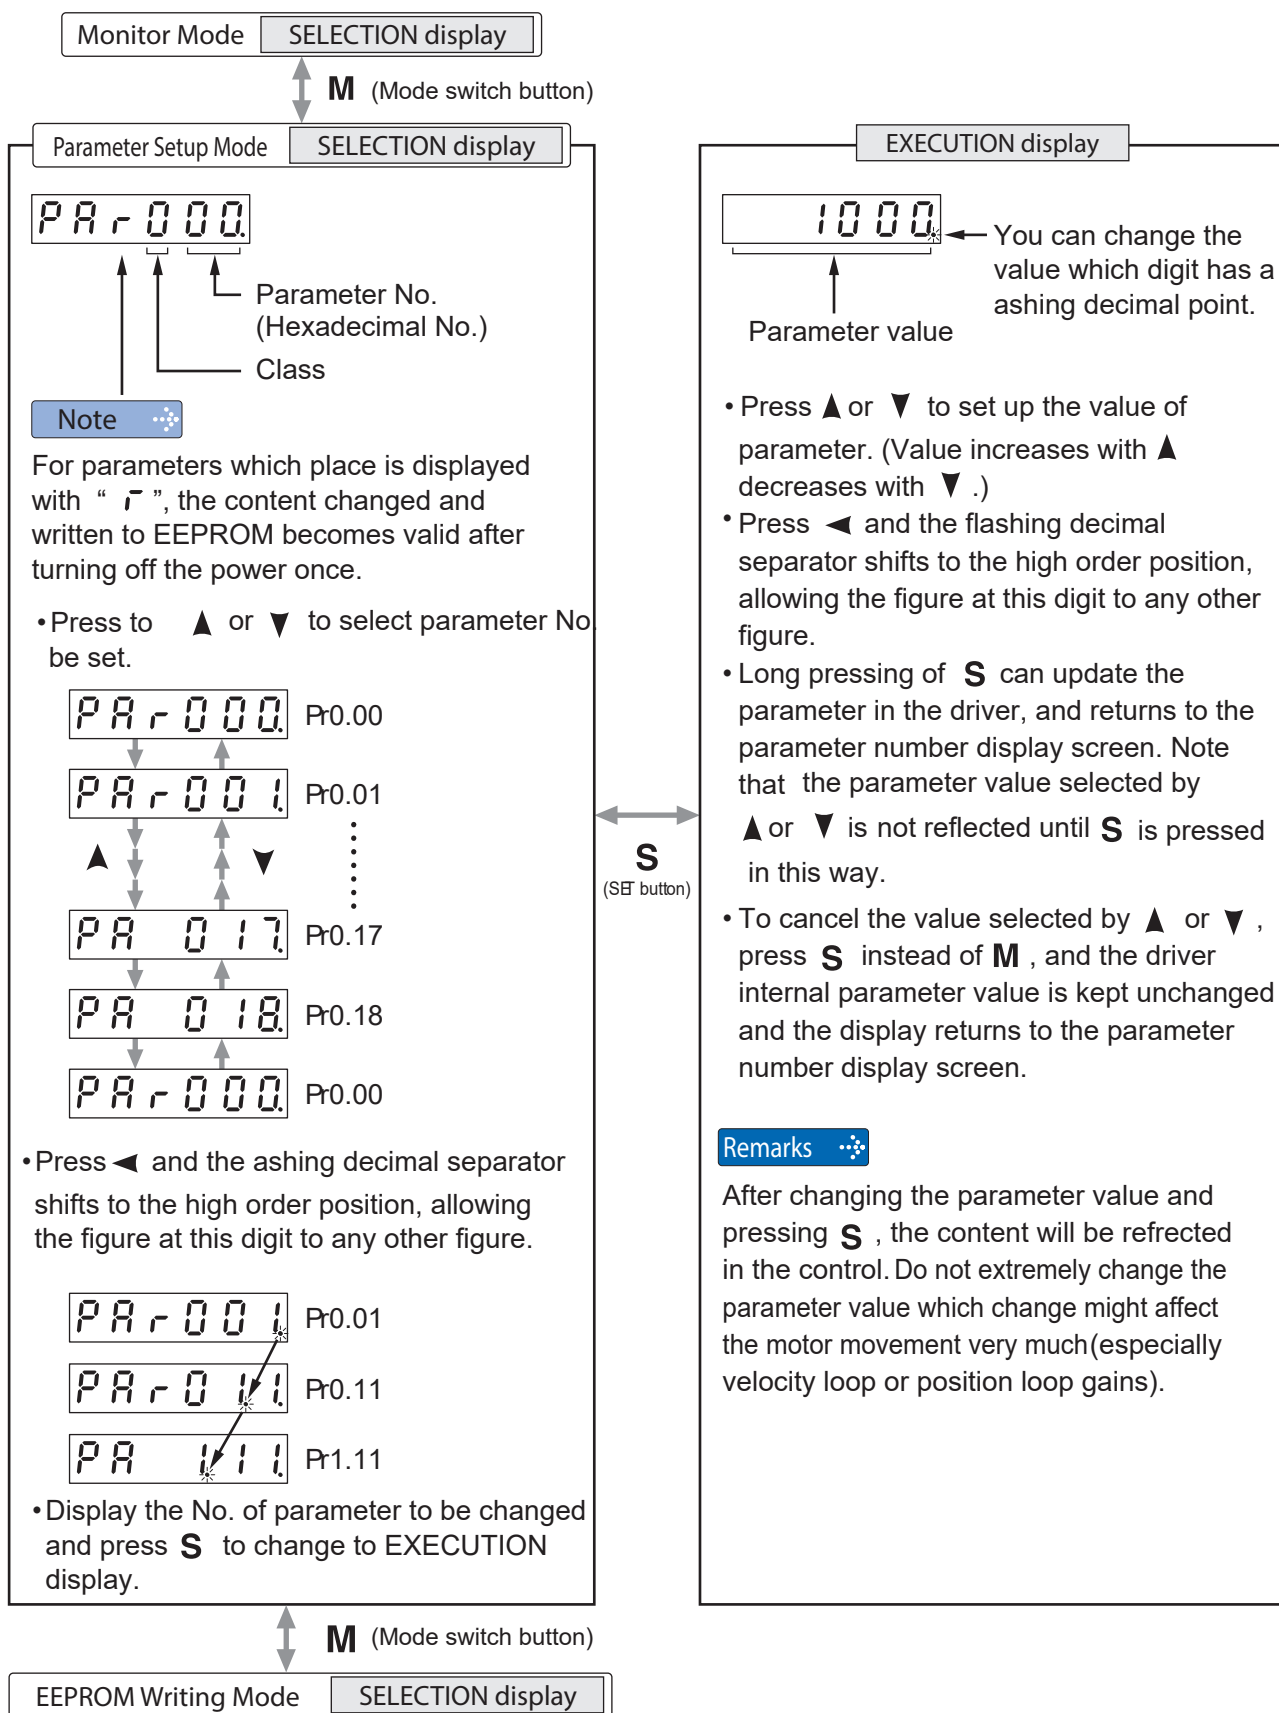 Monitor Mode SELECTION display
M (Mode switch button)
Parameter Setup Mode SELECTION display
PAr000.
Parameter No.
(Hexadecimal No.)
Class
Note
For parameters which place is displayed
with “ r ”, the content changed and
written to EEPROM becomes valid after
turning off the power once.
•Press to ▲ or ▼ to select parameter No.
be set.
PAr000. Pr0.00
PAr001. Pr0.01
▲ ▼
PA 017. Pr0.17
PA 018. Pr0.18
PAr000. Pr0.00
•Press ◄ and the ashing decimal separator
shifts to the high order position, allowing
the figure at this digit to any other figure.
PAr001. Pr0.01
PAr01.1. Pr0.11
PA 1.11. Pr1.11
•Display the No. of parameter to be changed
and press S to change to EXECUTION
display.
M (Mode switch button)
EEPROM Writing Mode SELECTION display
S
(SET button)
EXECUTION display
1000.
You can change the
value which digit has a
ashing decimal point.
Parameter value
•Press ▲ or ▼ to set up the value of
parameter. (Value increases with ▲
decreases with ▼ .)
•Press ◄ and the flashing decimal
separator shifts to the high order position,
allowing the figure at this digit to any other
figure.
•Long pressing of S can update the
parameter in the driver, and returns to the
parameter number display screen. Note
that the parameter value selected by
▲ or ▼ is not reflected until S is pressed
in this way.
•To cancel the value selected by ▲ or ▼ ,
press S instead of M , and the driver
internal parameter value is kept unchanged
and the display returns to the parameter
number display screen.
Remarks
After changing the parameter value and
pressing S , the content will be refrected
in the control. Do not extremely change the
parameter value which change might affect
the motor movement very much(especially
velocity loop or position loop gains).